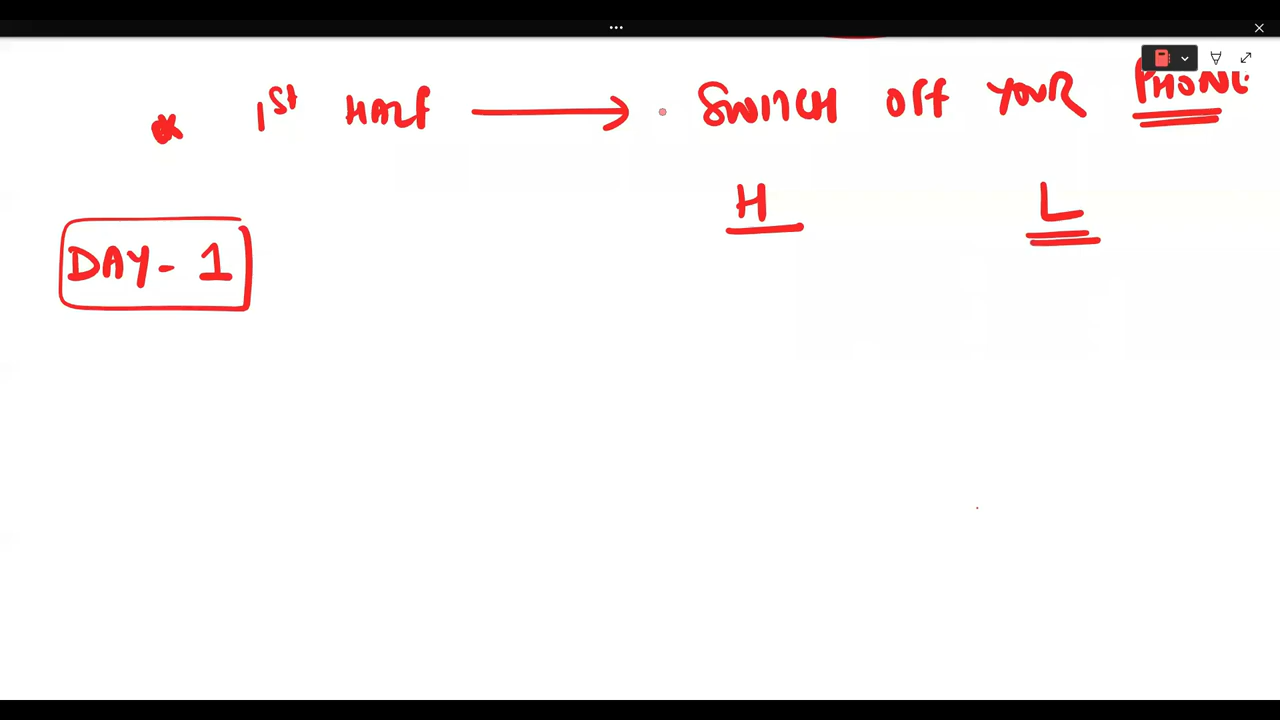 * 1st HALF → SWITCH OFF YOUR PHONE
H L
DAY - 1